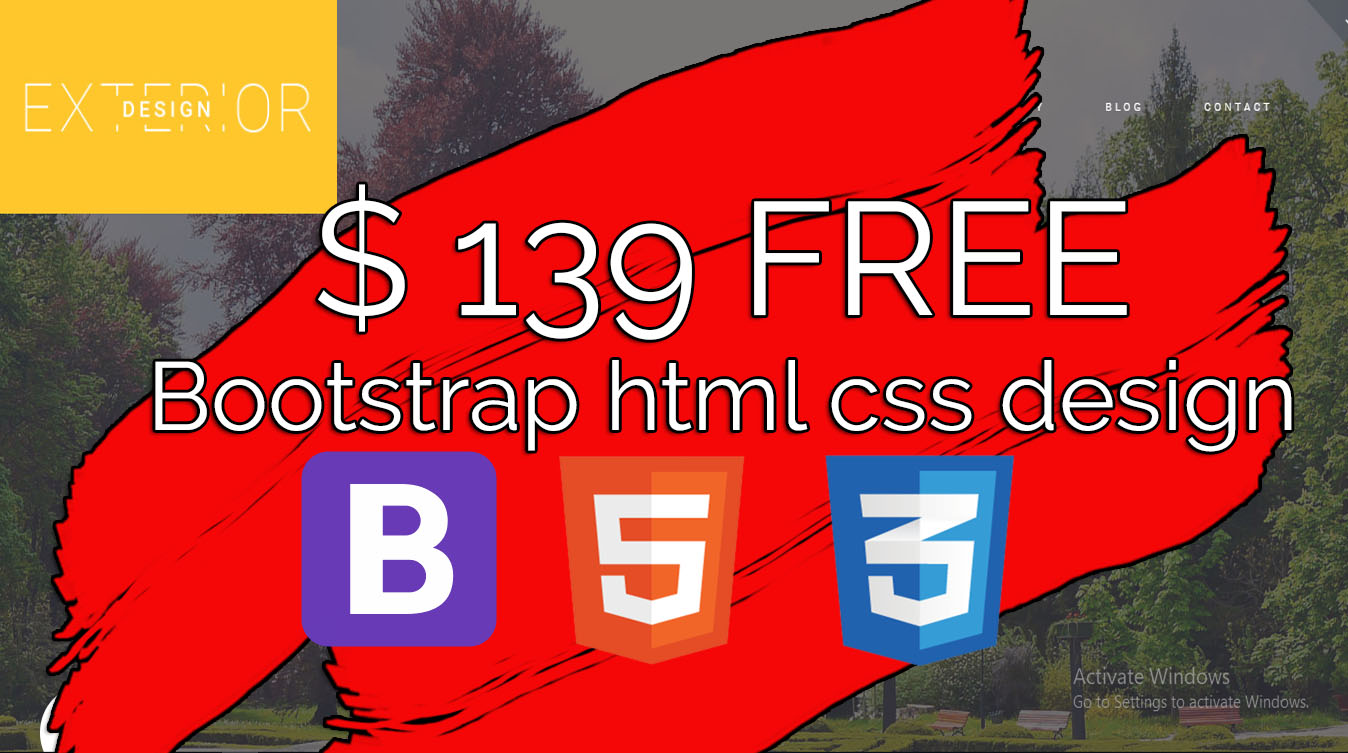 EXTERIOR
DESIGN
Y BLOG CONTACT
$ 139 FREE
Bootstrap html css design
B 5 3
Activate Windows
Go to Settings to activate Windows.